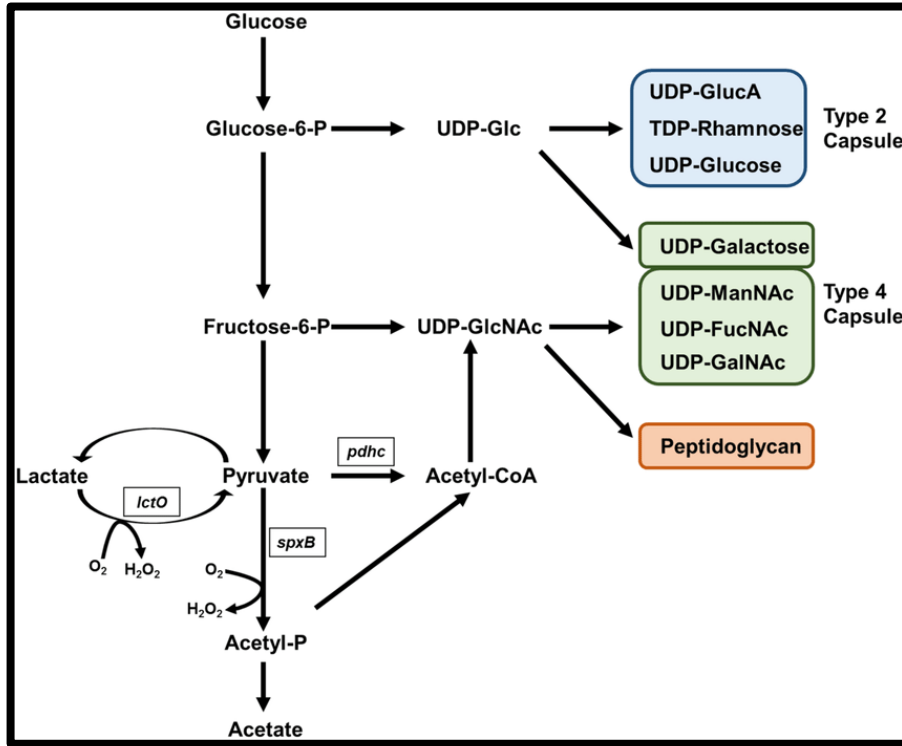 Glucose
Glucose-6-P
UDP-Glc
UDP-GlucA
TDP-Rhamnose
UDP-Glucose
Type 2
Capsule
UDP-Galactose
UDP-ManNAc
UDP-FucNAc
UDP-GalNAc
Type 4
Capsule
Fructose-6-P
UDP-GlcNAc
Peptidoglycan
pdhc
Lactate
Pyruvate
Acetyl-CoA
lctO
spxB
O₂
H₂O₂
O₂
H₂O₂
Acetyl-P
Acetate